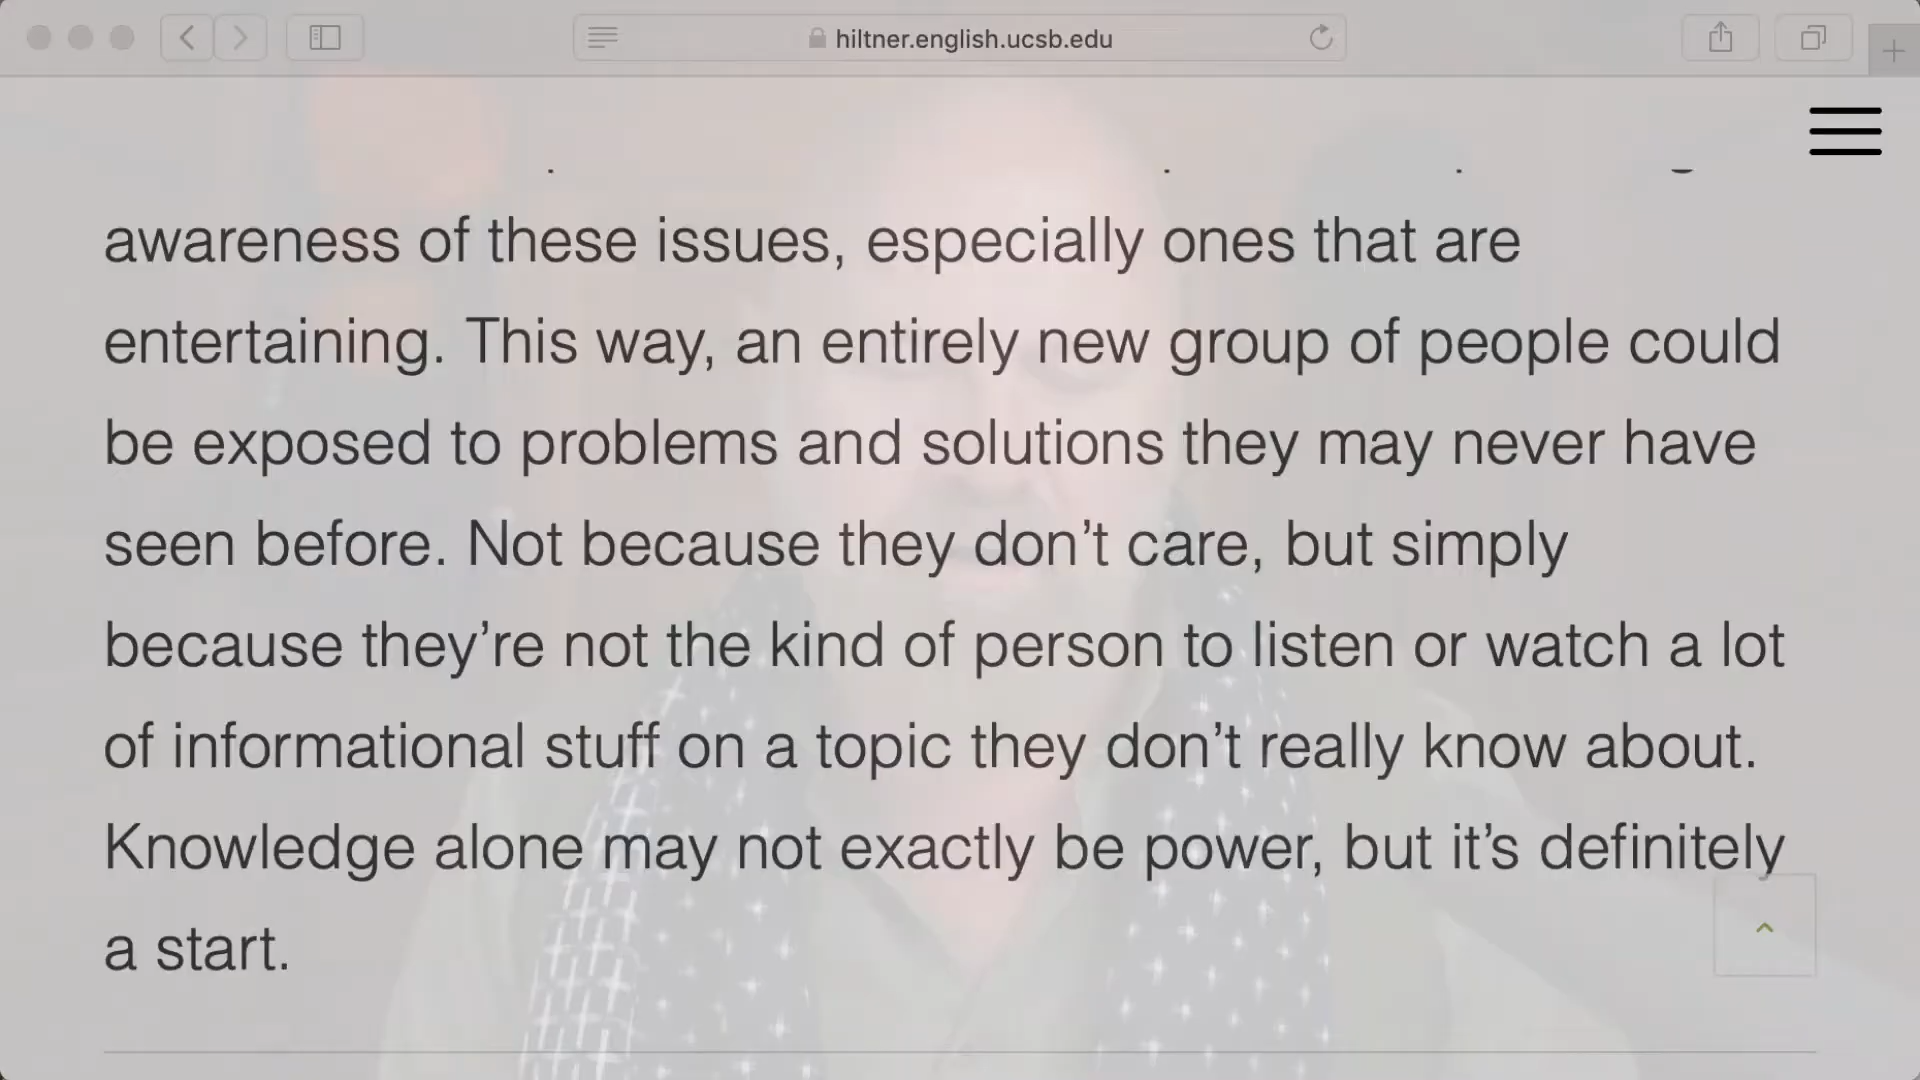 hiltner.english.ucsb.edu
awareness of these issues, especially ones that are
entertaining. This way, an entirely new group of people could
be exposed to problems and solutions they may never have
seen before. Not because they don’t care, but simply
because they’re not the kind of person to listen or watch a lot
of informational stuff on a topic they don’t really know about.
Knowledge alone may not exactly be power, but it’s definitely
a start.